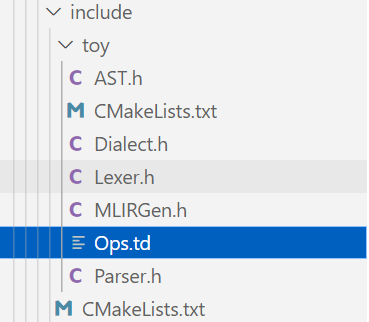 include
toy
C AST.h
M CMakeLists.txt
C Dialect.h
C Lexer.h
C MLIRGen.h
Ops.td
C Parser.h
M CMakeLists.txt